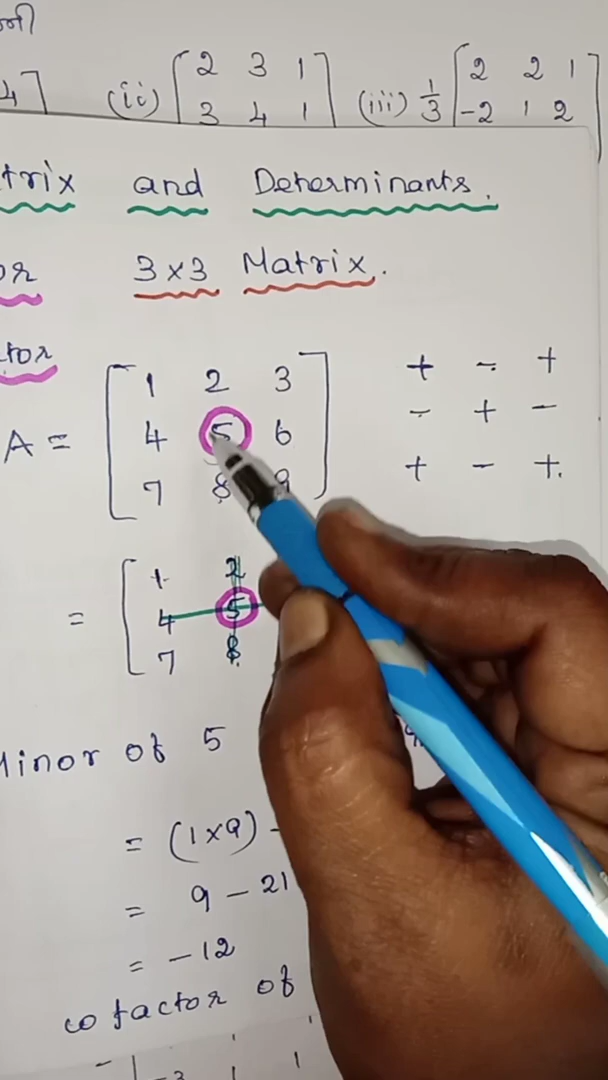 4]
(ii) [2 3 1
3 4 1]
(iii) 1/3 [2 2 1
-2 1 2
and Determinants.
3×3 Matrix.
A = [1 2 3
4 5 6
7 8 9]
+ - +
- + -
+ - +.
= [1 2
4 5
7 8
Minor of 5
= (1×9) -
= 9 - 21
= -12
cofactor of